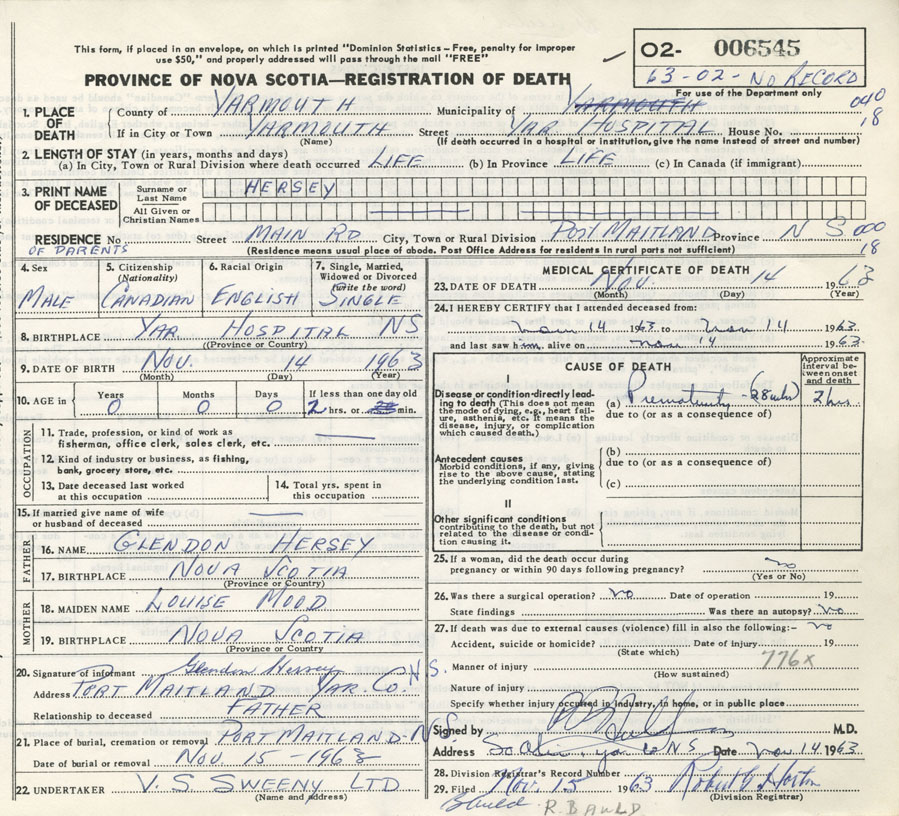 This form, if placed in an envelope, on which is printed "Dominion Statistics – Free, penalty for improper
use $50," and properly addressed will pass through the mail "FREE"
02- 006545
63-02- No RECORD
For use of the Department only
PROVINCE OF NOVA SCOTIA—REGISTRATION OF DEATH
040
18
1. PLACE OF DEATH
County of YARMOUTH Municipality of YARMOUTH
If in City or Town YARMOUTH Street YAR HOSPITAL House No.
(Name) (If death occurred in a hospital or institution, give the name instead of street and number)
2. LENGTH OF STAY (in years, months and days)
(a) In City, Town or Rural Division where death occurred LIFE (b) In Province LIFE (c) In Canada (if immigrant)
3. PRINT NAME OF DECEASED
Surname or Last Name HERSEY
All Given or Christian Names
RESIDENCE No. Street MAIN RD City, Town or Rural Division PORT MAITLAND Province N S 000
OF PARENTS (Residence means usual place of abode. Post Office Address for residents in rural parts not sufficient) 18
4. Sex MALE
5. Citizenship (Nationality) CANADIAN
6. Racial Origin ENGLISH
7. Single, Married, Widowed or Divorced (write the word) SINGLE
8. BIRTHPLACE YAR. HOSPITAL NS
(Province or Country)
9. DATE OF BIRTH NOV. 14 1963
(Month) (Day) (Year)
10. AGE in Years 0 Months 0 Days 0 If less than one day old 2 hrs. or min.
OCCUPATION
11. Trade, profession, or kind of work as
fisherman, office clerk, sales clerk, etc.
12. Kind of industry or business, as fishing,
bank, grocery store, etc.
13. Date deceased last worked
at this occupation
14. Total yrs. spent in
this occupation
15. If married give name of wife
or husband of deceased
FATHER
16. NAME GLENDON HERSEY
17. BIRTHPLACE NOVA SCOTIA
(Province or Country)
MOTHER
18. MAIDEN NAME LOUISE MOOD
19. BIRTHPLACE NOVA SCOTIA
(Province or Country)
20. Signature of informant Glendon Hersey
Address PORT MAITLAND YAR. CO. N.S.
Relationship to deceased FATHER
21. Place of burial, cremation or removal PORT MAITLAND - N.S.
Date of burial or removal NOV. 15 - 1963
22. UNDERTAKER V. S. SWEENY LTD
(Name and address)
MEDICAL CERTIFICATE OF DEATH
23. DATE OF DEATH Nov. 14 1963
(Month) (Day) (Year)
24. I HEREBY CERTIFY that I attended deceased from:
Nov 14 1963 to Nov 14 1963
and last saw him alive on Nov 14 1963
CAUSE OF DEATH
Approximate interval between onset and death
I
Disease or condition directly leading to death (This does not mean the mode of dying, e.g., heart failure, asthenia, etc. It means the disease, injury, or complication which caused death.)
(a) Prematurity (28 wks) 2 hrs.
due to (or as a consequence of)
Antecedent causes
Morbid conditions, if any, giving rise to the above cause, stating the underlying condition last.
(b)
due to (or as a consequence of)
(c)
II
Other significant conditions
contributing to the death, but not related to the disease or condition causing it.
25. If a woman, did the death occur during
pregnancy or within 90 days following pregnancy? no
(Yes or No)
26. Was there a surgical operation? no Date of operation 19
State findings Was there an autopsy? no
27. If death was due to external causes (violence) fill in also the following:- no
Accident, suicide or homicide? Date of injury 19
(State which) 776x
Manner of injury
(How sustained)
Nature of injury
Specify whether injury occurred in industry, in home, or in public place
Signed by M.D.
Address NS Date Nov. 14 1963
28. Division Registrar's Record Number
29. Filed Nov. 15 1963 Robert G Horton
(Division Registrar)
R. BAULD